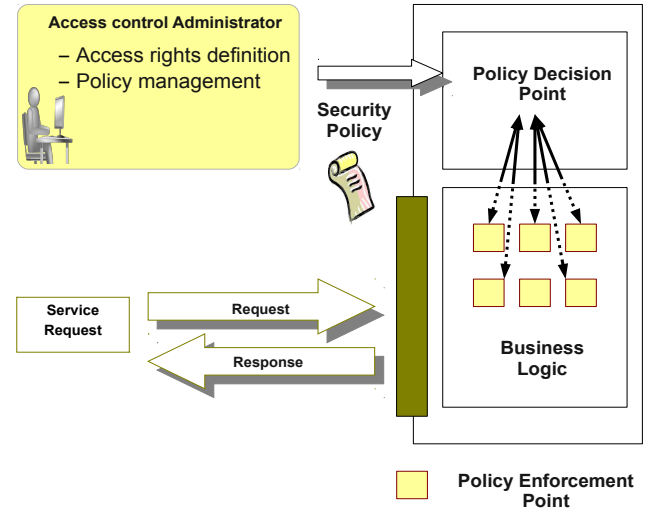 Access control Administrator
– Access rights definition
– Policy management
Security
Policy
Policy Decision
Point
Service
Request
Request
Response
Business
Logic
Policy Enforcement
Point